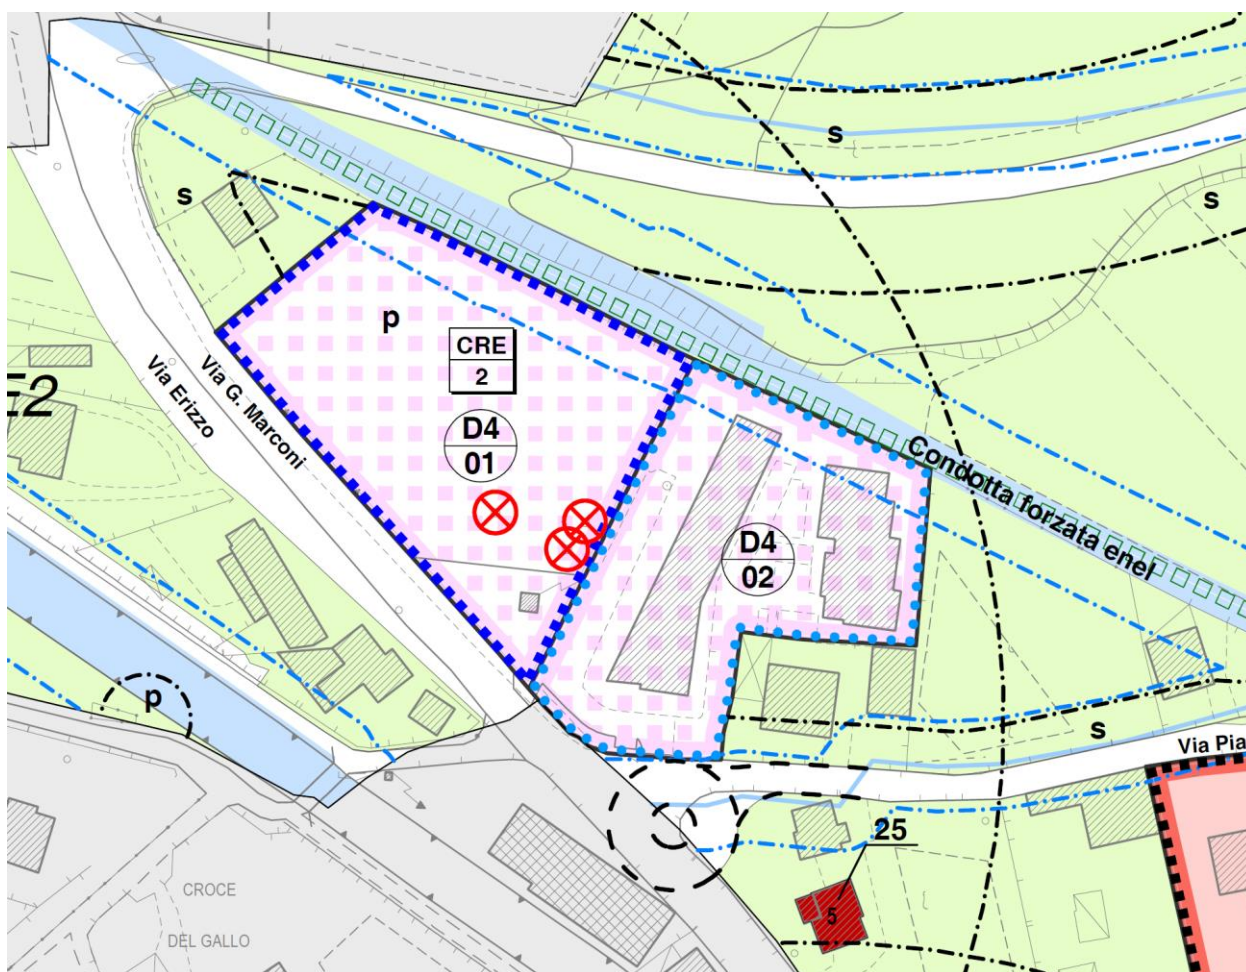 s
s
s
p
CRE
2
D4
01
E2
Via Erizzo
Via G. Marconi
Condotta forzata enel
D4
02
p
s
Via Pia
25
5
CROCE
DEL GALLO